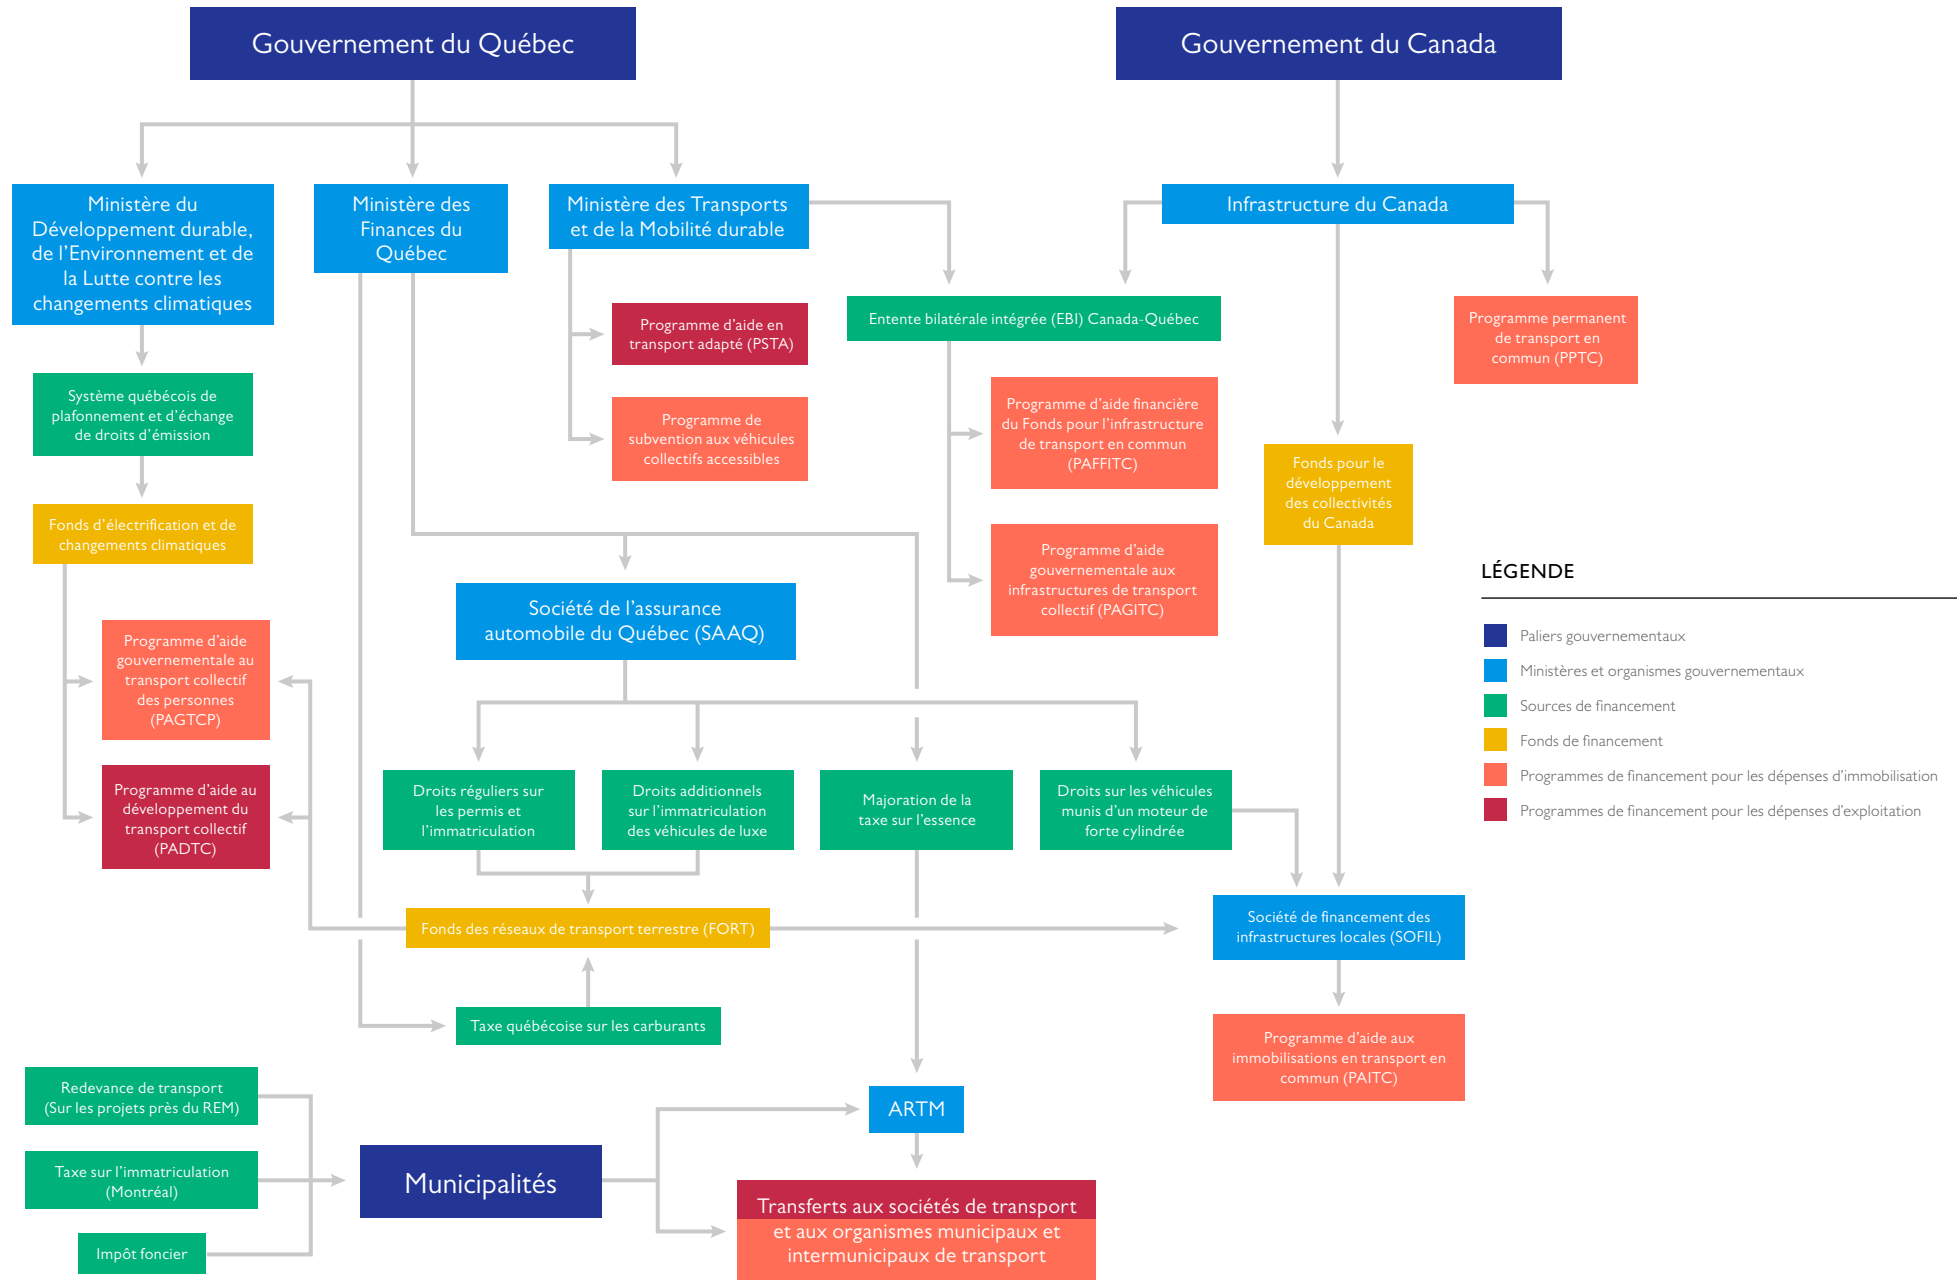 Gouvernement du Québec
Gouvernement du Canada
Ministère du
Développement durable,
de l'Environnement et de
la Lutte contre les
changements climatiques
Ministère des
Finances du
Québec
Ministère des Transports
et de la Mobilité durable
Infrastructure du Canada
Programme d'aide en
transport adapté (PSTA)
Entente bilatérale intégrée (EBI) Canada-Québec
Programme permanent
de transport en
commun (PPTC)
Système québécois de
plafonnement et d'échange
de droits d'émission
Programme de
subvention aux véhicules
collectifs accessibles
Programme d'aide financière
du Fonds pour l'infrastructure
de transport en commun
(PAFFITC)
Fonds pour le
développement
des collectivités
du Canada
Fonds d'électrification et de
changements climatiques
Programme d'aide
gouvernementale aux
infrastructures de transport
collectif (PAGITC)
Société de l'assurance
automobile du Québec (SAAQ)
Programme d'aide
gouvernementale au
transport collectif
des personnes
(PAGTCP)
LÉGENDE
Paliers gouvernementaux
Ministères et organismes gouvernementaux
Sources de financement
Fonds de financement
Programmes de financement pour les dépenses d'immobilisation
Programmes de financement pour les dépenses d'exploitation
Programme d'aide au
développement du
transport collectif
(PADTC)
Droits réguliers sur
les permis et
l'immatriculation
Droits additionnels
sur l'immatriculation
des véhicules de luxe
Majoration de la
taxe sur l'essence
Droits sur les véhicules
munis d'un moteur de
forte cylindrée
Fonds des réseaux de transport terrestre (FORT)
Société de financement des
infrastructures locales (SOFIL)
Taxe québécoise sur les carburants
Programme d'aide aux
immobilisations en transport en
commun (PAITC)
Redevance de transport
(Sur les projets près du REM)
Taxe sur l'immatriculation
(Montréal)
Impôt foncier
Municipalités
ARTM
Transferts aux sociétés de transport
et aux organismes municipaux et
intermunicipaux de transport